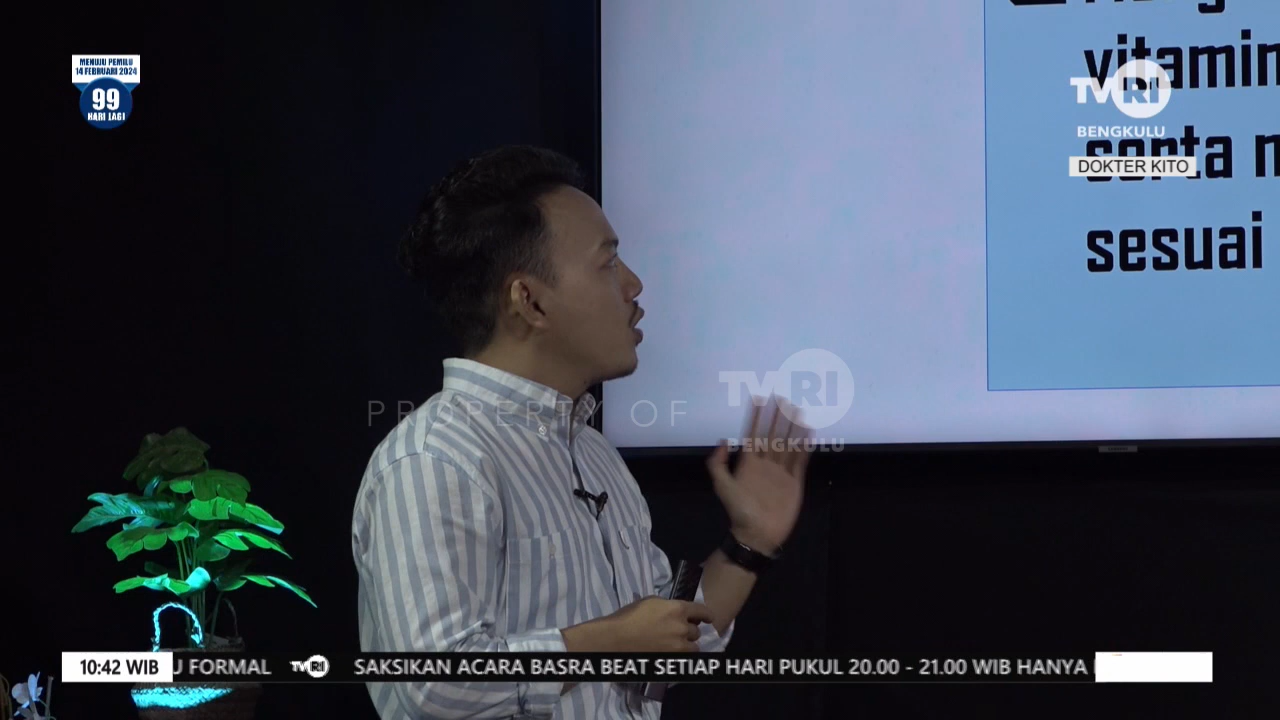 MENUJU PEMILU
14 FEBRUARI 2024
99
HARI LAGI
vitamin
serta
sesuai
TVRI
BENGKULU
DOKTER KITO
PROPERTY OF TVRI
BENGKULU
10:42 WIB
U FORMAL TVRI SAKSIKAN ACARA BASRA BEAT SETIAP HARI PUKUL 20.00 - 21.00 WIB HANYA